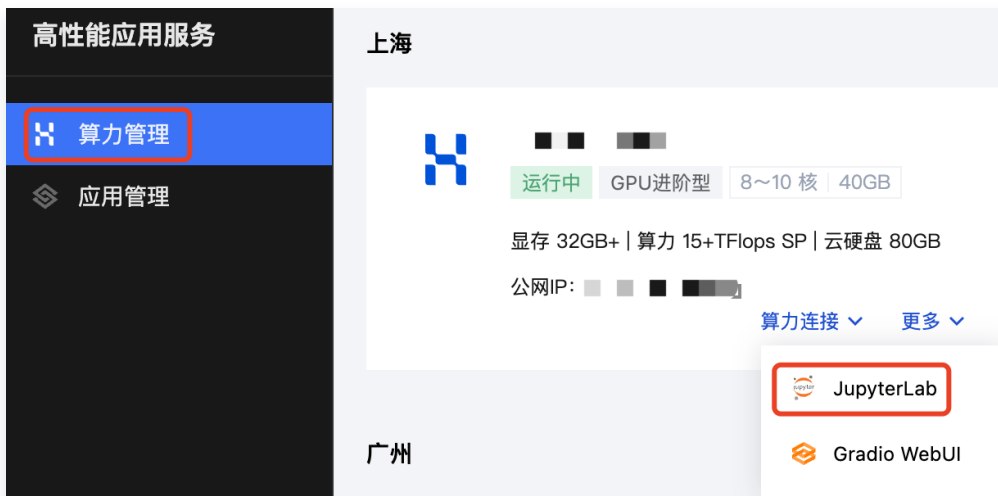 高性能应用服务
算力管理
应用管理
上海
运行中 GPU进阶型 8～10 核 40GB
显存 32GB+ | 算力 15+TFlops SP | 云硬盘 80GB
公网IP：
算力连接 更多
JupyterLab
Gradio WebUI
广州